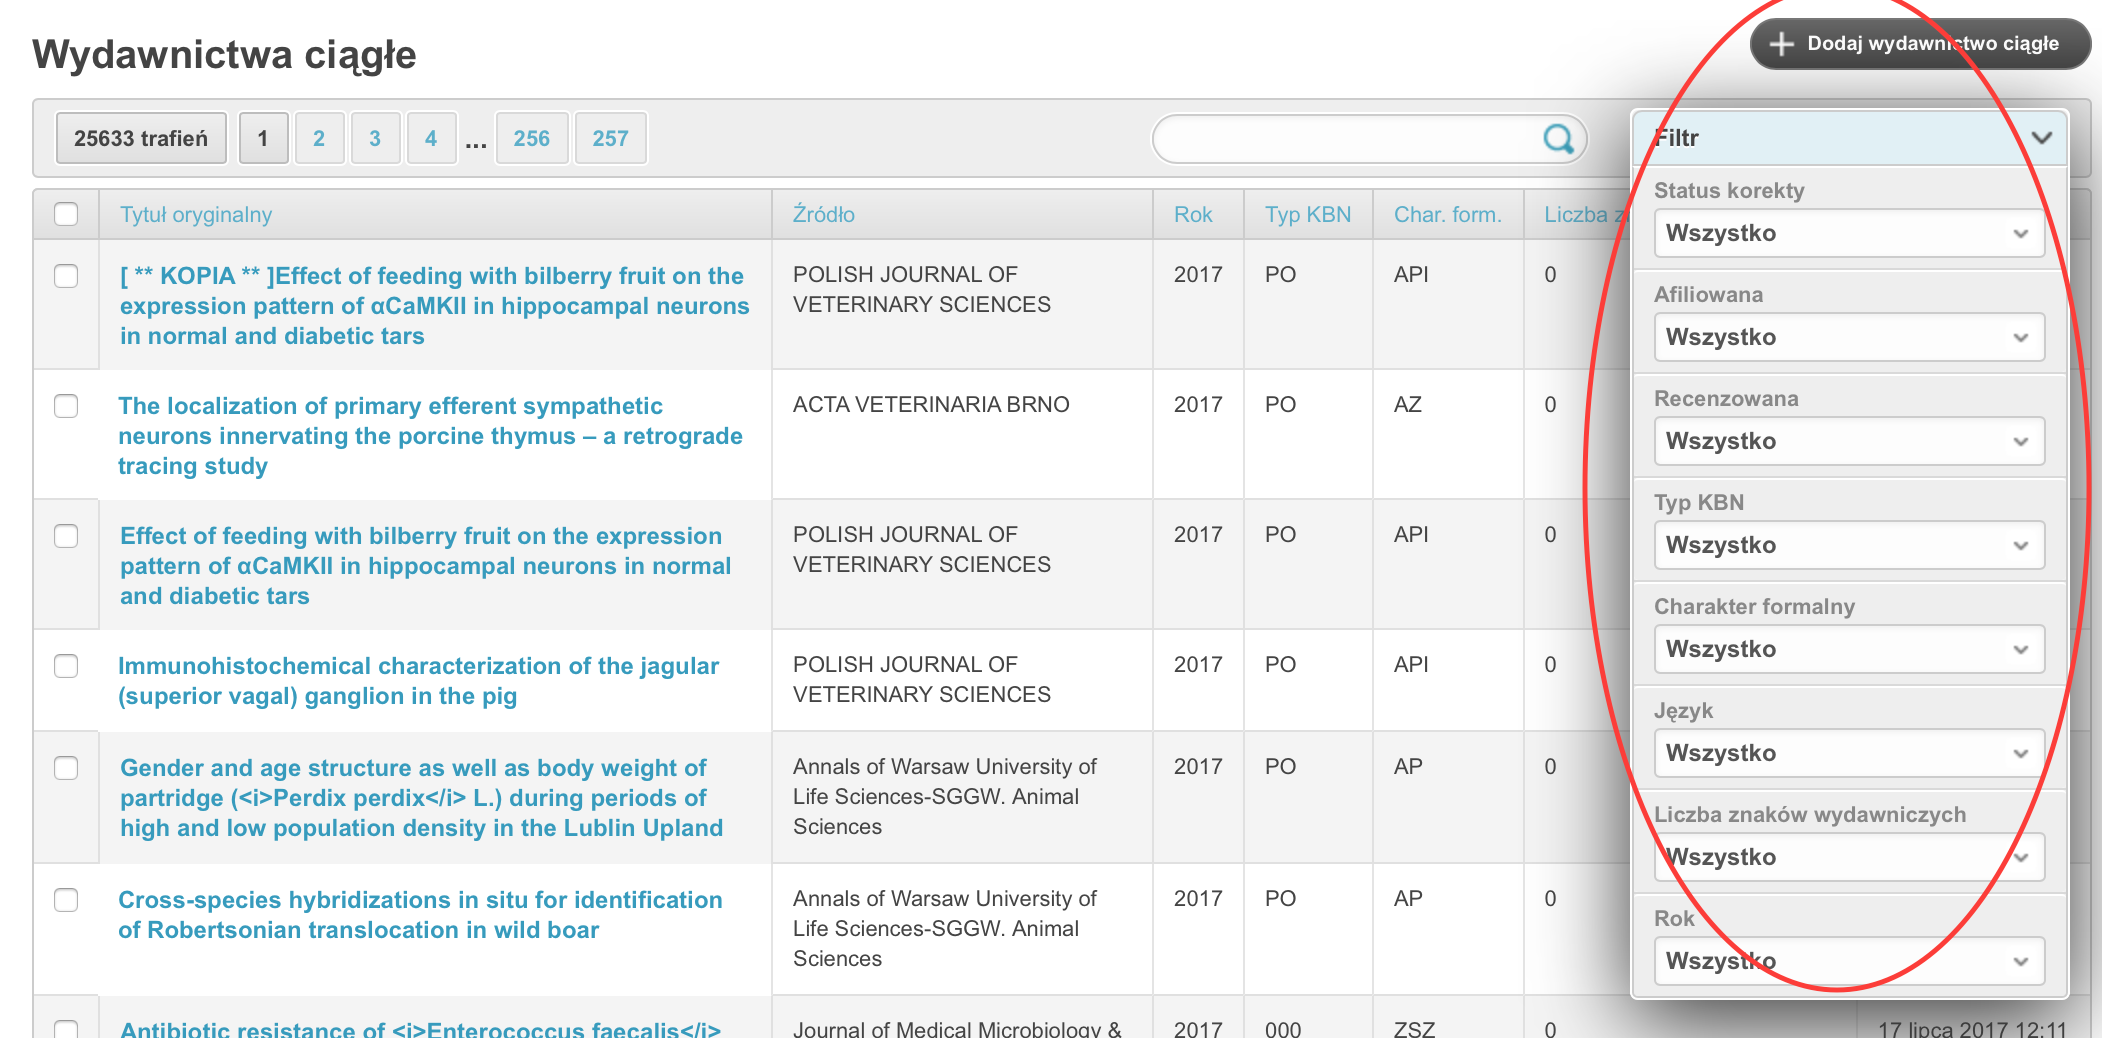 Wydawnictwa ciągłe
Dodaj wydawnictwo ciągłe
25633 trafień 1 2 3 4 ... 256 257
Filtr
Status korekty
Wszystko
Afiliowana
Wszystko
Recenzowana
Wszystko
Typ KBN
Wszystko
Charakter formalny
Wszystko
Język
Wszystko
Liczba znaków wydawniczych
Wszystko
Rok
Wszystko
Tytuł oryginalny Źródło Rok Typ KBN Char. form. Liczba
[ ** KOPIA ** ]Effect of feeding with bilberry fruit on the
expression pattern of αCaMKII in hippocampal neurons
in normal and diabetic tars
POLISH JOURNAL OF
VETERINARY SCIENCES
2017 PO API 0
The localization of primary efferent sympathetic
neurons innervating the porcine thymus – a retrograde
tracing study
ACTA VETERINARIA BRNO
2017 PO AZ 0
Effect of feeding with bilberry fruit on the expression
pattern of αCaMKII in hippocampal neurons in normal
and diabetic tars
POLISH JOURNAL OF
VETERINARY SCIENCES
2017 PO API 0
Immunohistochemical characterization of the jagular
(superior vagal) ganglion in the pig
POLISH JOURNAL OF
VETERINARY SCIENCES
2017 PO API 0
Gender and age structure as well as body weight of
partridge (<i>Perdix perdix</i> L.) during periods of
high and low population density in the Lublin Upland
Annals of Warsaw University of
Life Sciences-SGGW. Animal
Sciences
2017 PO AP 0
Cross-species hybridizations in situ for identification
of Robertsonian translocation in wild boar
Annals of Warsaw University of
Life Sciences-SGGW. Animal
Sciences
2017 PO AP 0
Antibiotic resistance of <i>Enterococcus faecalis</i>
Journal of Medical Microbiology &
2017 000 ZSZ 0 17 lipca 2017 12:11